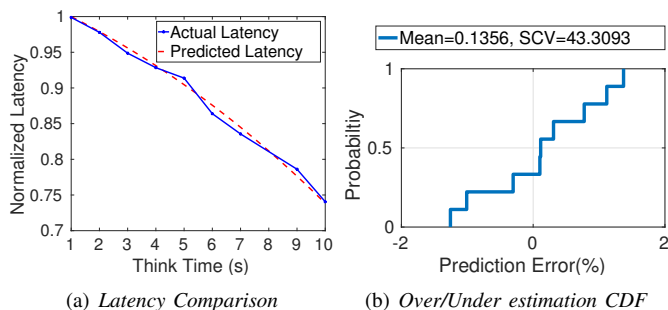 1
0.95
0.9
0.85
0.8
0.75
0.7
Normalized Latency
Actual Latency
Predicted Latency
1 2 3 4 5 6 7 8 9 10
Think Time (s)
(a) Latency Comparison
Mean=0.1356, SCV=43.3093
1
0.5
0
Probabiltiy
-2 0 2
Prediction Error(%)
(b) Over/Under estimation CDF